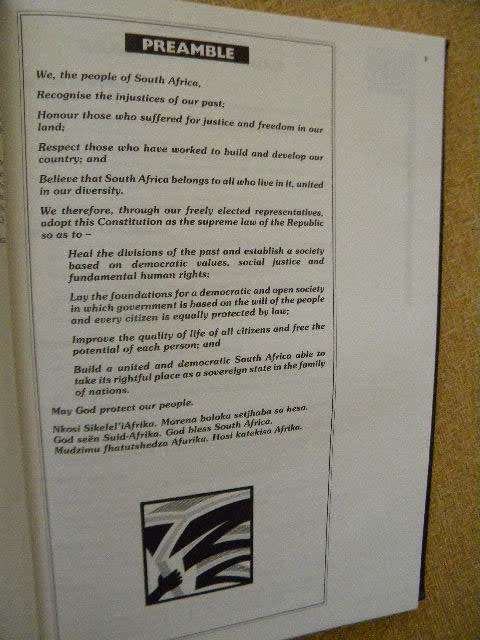 PREAMBLE
We, the people of South Africa,
Recognise the injustices of our past;
Honour those who suffered for justice and freedom in our
land;
Respect those who have worked to build and develop our
country; and
Believe that South Africa belongs to all who live in it, united
in our diversity.
We therefore, through our freely elected representatives,
adopt this Constitution as the supreme law of the Republic
so as to –
Heal the divisions of the past and establish a society
based on democratic values, social justice and
fundamental human rights;
Lay the foundations for a democratic and open society
in which government is based on the will of the people
and every citizen is equally protected by law;
Improve the quality of life of all citizens and free the
potential of each person; and
Build a united and democratic South Africa able to
take its rightful place as a sovereign state in the family
of nations.
May God protect our people.
Nkosi Sikelel'iAfrika. Morena boloka setjhaba sa heso.
God seën Suid-Afrika. God bless South Africa.
Mudzimu fhatutshedza Afurika. Hosi katekisa Afrika.